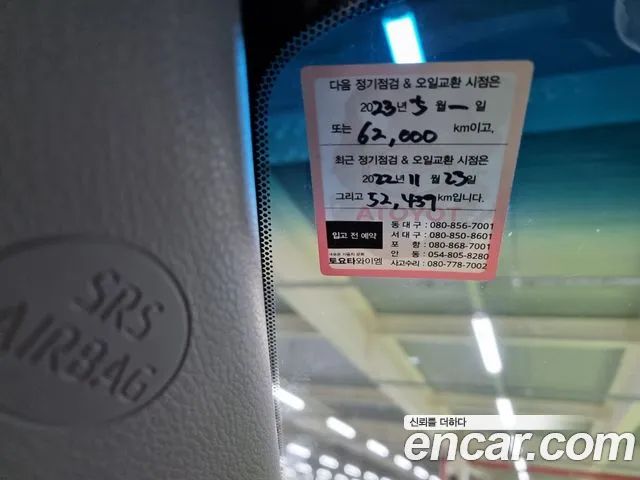 다음 정기점검 & 오일교환 시점은
2023년 5 월 - 일
또는 62,000 km이고,
최근 정기점검 & 오일교환 시점은
2022년 11 월 23일
그리고 52,439 km입니다.
TOYOTA
입고 전 예약
토요타와이엠
동대구 : 080-856-7001
서대구 : 080-850-8601
포 항 : 080-868-7001
안 동 : 054-805-8280
사고수리 : 080-778-7002
SRS
AIRBAG
신뢰를 더하다
encar.com